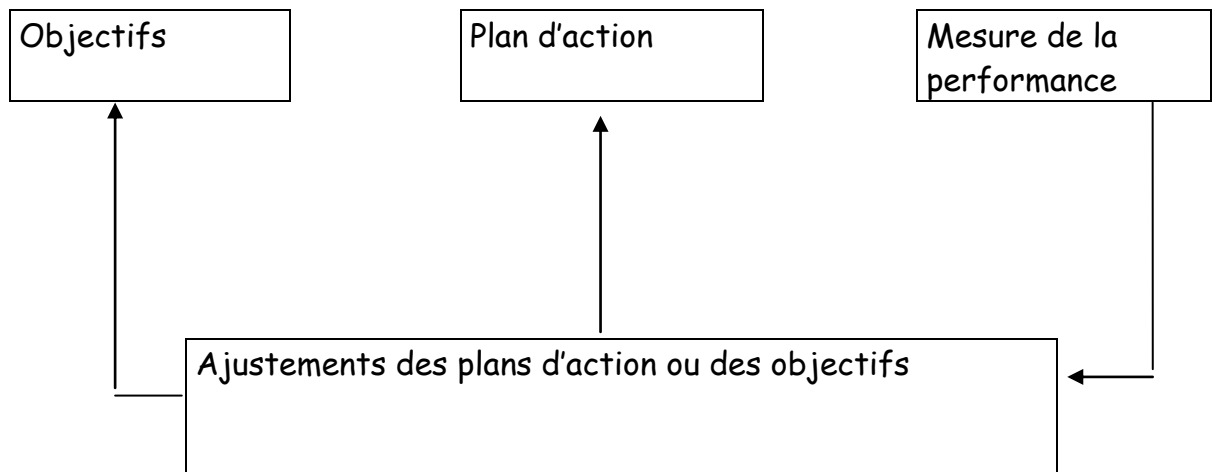 Objectifs
Plan d’action
Mesure de la
performance
Ajustements des plans d’action ou des objectifs